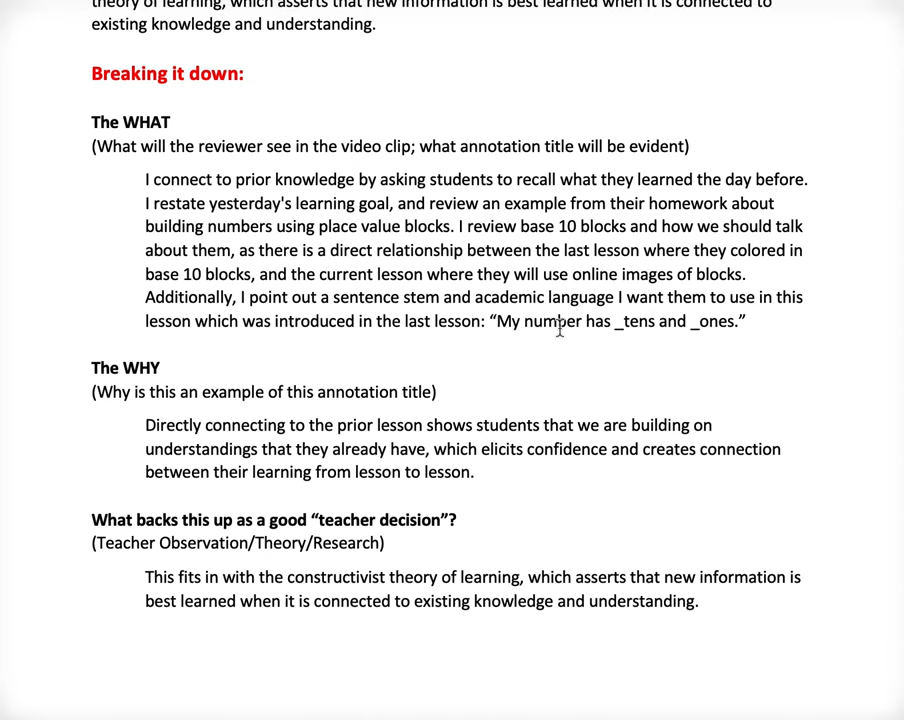 theory of learning, which asserts that new information is best learned when it is connected to
existing knowledge and understanding.
Breaking it down:
The WHAT
(What will the reviewer see in the video clip; what annotation title will be evident)
I connect to prior knowledge by asking students to recall what they learned the day before.
I restate yesterday's learning goal, and review an example from their homework about
building numbers using place value blocks. I review base 10 blocks and how we should talk
about them, as there is a direct relationship between the last lesson where they colored in
base 10 blocks, and the current lesson where they will use online images of blocks.
Additionally, I point out a sentence stem and academic language I want them to use in this
lesson which was introduced in the last lesson: “My number has _tens and _ones.”
The WHY
(Why is this an example of this annotation title)
Directly connecting to the prior lesson shows students that we are building on
understandings that they already have, which elicits confidence and creates connection
between their learning from lesson to lesson.
What backs this up as a good “teacher decision”?
(Teacher Observation/Theory/Research)
This fits in with the constructivist theory of learning, which asserts that new information is
best learned when it is connected to existing knowledge and understanding.